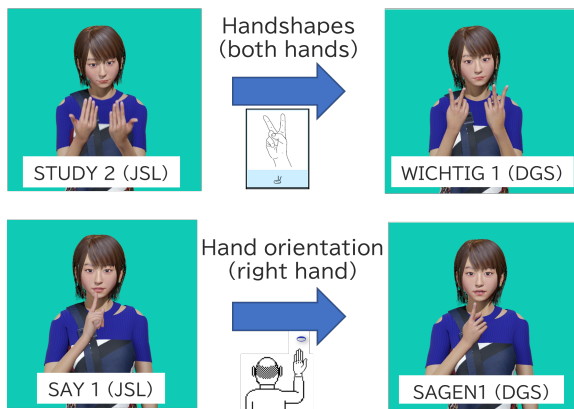 Handshapes
(both hands)
STUDY 2 (JSL)
WICHTIG 1 (DGS)
Hand orientation
(right hand)
SAY 1 (JSL)
SAGEN1 (DGS)